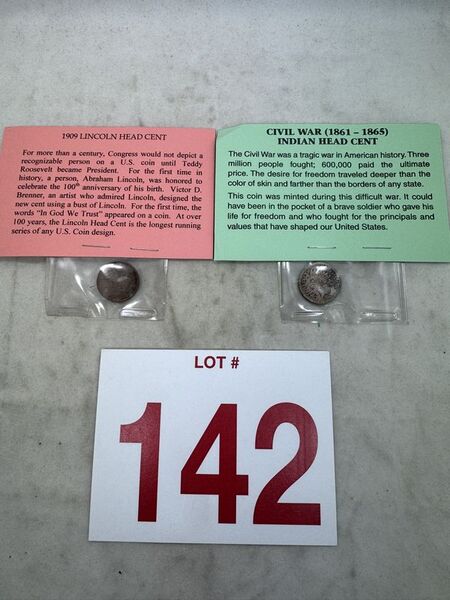 1909 LINCOLN HEAD CENT
For more than a century, Congress would not depict a
recognizable person on a U.S. coin until Teddy
Roosevelt became President. For the first time in
history, a person, Abraham Lincoln, was honored to
celebrate the 100th anniversary of his birth. Victor D.
Brenner, an artist who admired Lincoln, designed the
new cent using a bust of Lincoln. For the first time, the
words "In God We Trust" appeared on a coin. At over
100 years, the Lincoln Head Cent is the longest running
series of any U.S. Coin design.
CIVIL WAR (1861 – 1865)
INDIAN HEAD CENT
The Civil War was a tragic war in American history. Three
million people fought; 600,000 paid the ultimate
price. The desire for freedom traveled deeper than the
color of skin and farther than the borders of any state.
This coin was minted during this difficult war. It could
have been in the pocket of a brave soldier who gave his
life for freedom and who fought for the principals and
values that have shaped our United States.
LOT #
142